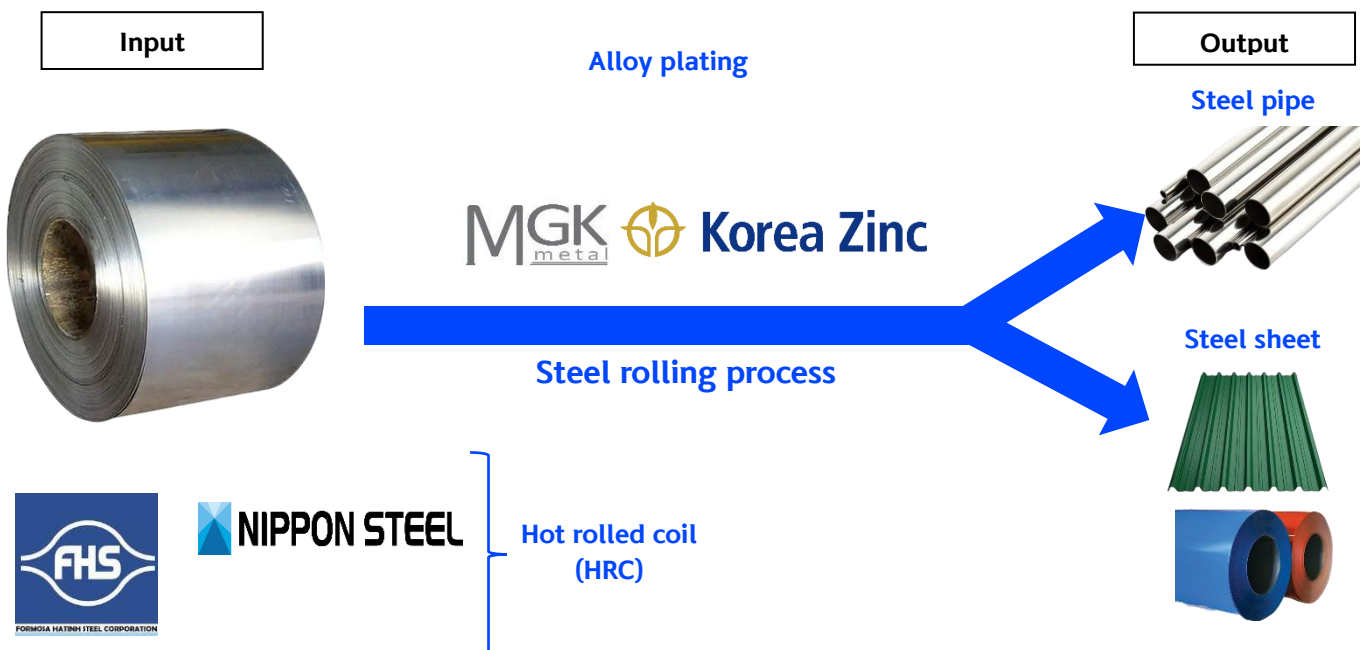 Input
Alloy plating
Output
Steel pipe
MGK
metal
Korea Zinc
Steel sheet
Steel rolling process
FHS
FORMOSA HATINH STEEL CORPORATION
NIPPON STEEL
Hot rolled coil
(HRC)